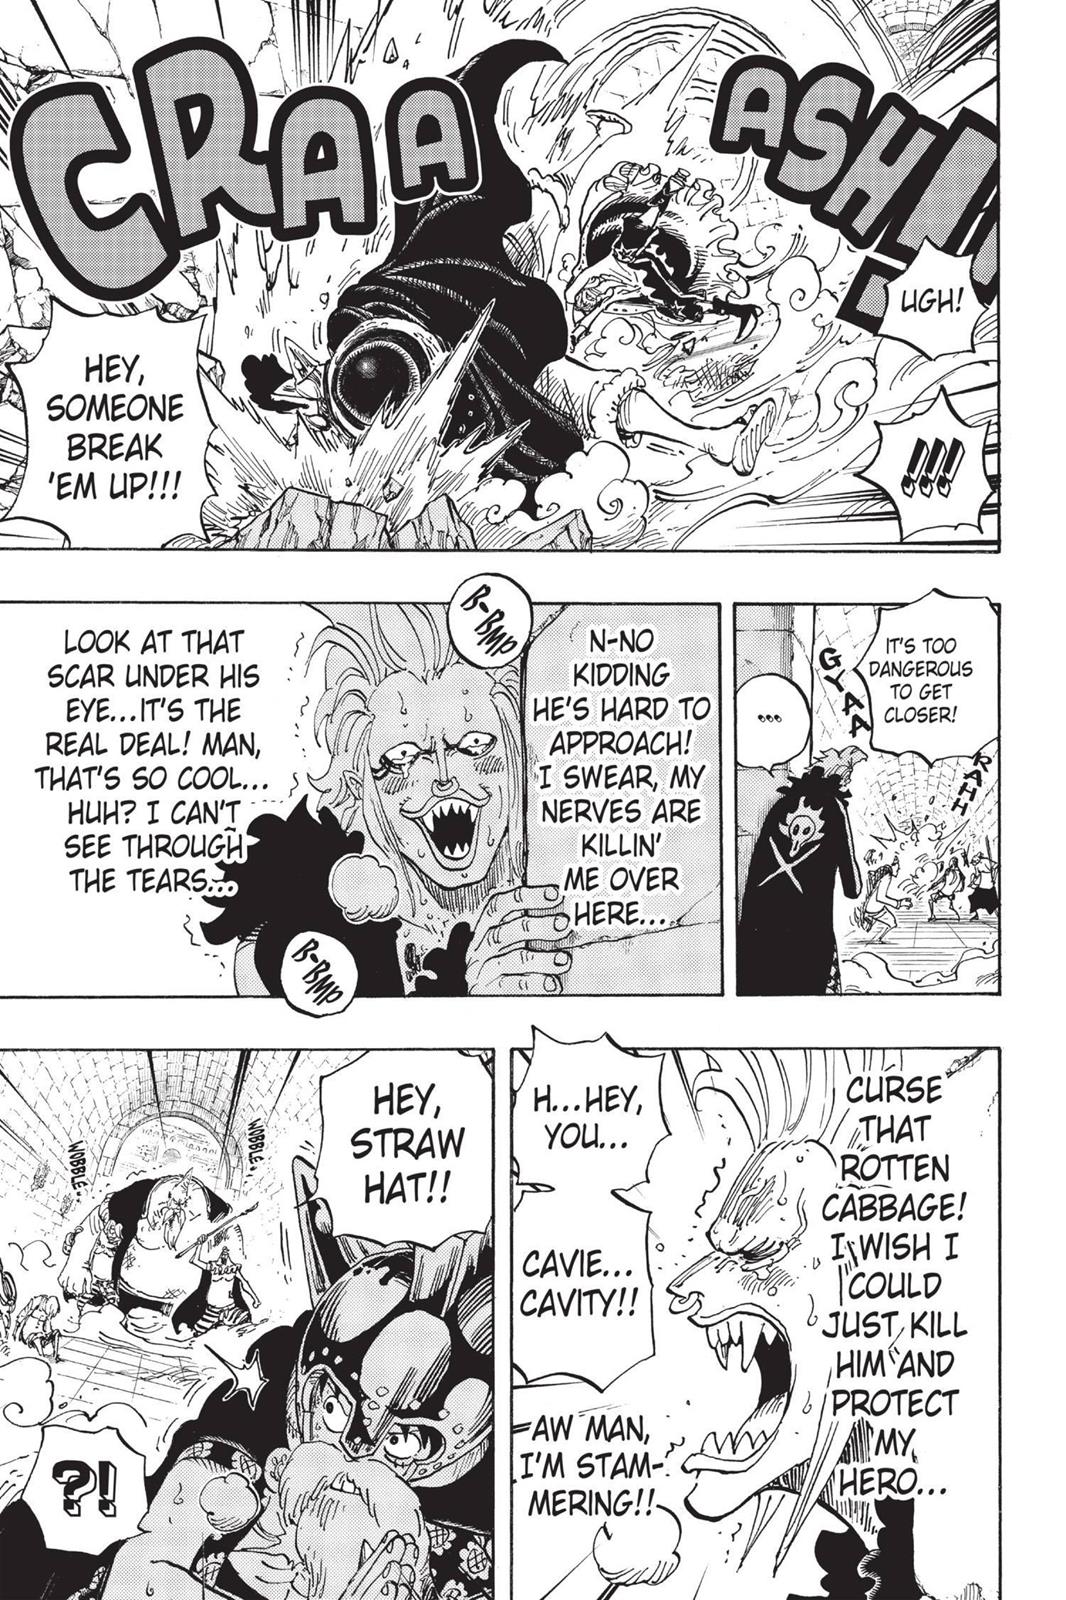 CRAA
ASH!!
UGH!
!!!
HEY,
SOMEONE
BREAK
'EM UP!!!
IT'S TOO
DANGEROUS
TO GET
CLOSER!
...
GYAA
RAHH
N-NO
KIDDING
HE'S HARD TO
APPROACH!
I SWEAR, MY
NERVES ARE
KILLIN'
ME OVER
HERE...
B-BMP
LOOK AT THAT
SCAR UNDER HIS
EYE...IT'S THE
REAL DEAL! MAN,
THAT'S SO COOL...
HUH? I CAN'T
SEE THROUGH
THE TEARS...
B-BMP
CURSE
THAT
ROTTEN
CABBAGE!
I WISH I
COULD
JUST KILL
HIM AND
PROTECT
MY
HERO...
H...HEY,
YOU...
CAVIE...
CAVITY!!
AW MAN,
I'M STAM-
MERING!!
HEY,
STRAW
HAT!!
WOBBLE
WOBBLE
?!